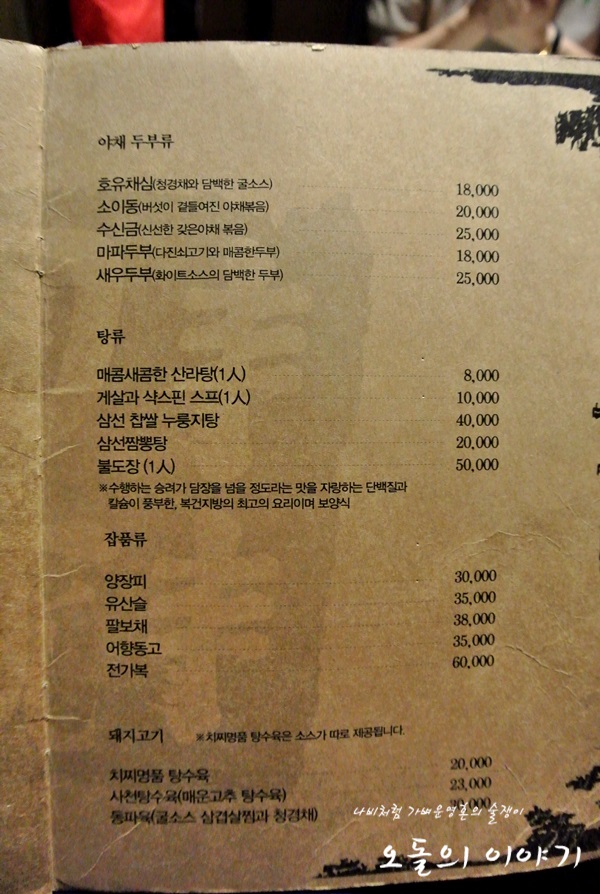 야채 두부류
호유채심(청경채와 담백한 굴소스) 18,000
소이동(버섯이 곁들여진 야채볶음) 20,000
수신금(신선한 갖은야채 볶음) 25,000
마파두부(다진쇠고기와 매콤한두부) 18,000
새우두부(화이트소스의 담백한 두부) 25,000
탕류
매콤새콤한 산라탕(1人) 8,000
게살과 샥스핀 스프(1人) 10,000
삼선 찹쌀 누룽지탕 40,000
삼선짬뽕탕 20,000
불도장 (1人) 50,000
※수행하는 승려가 담장을 넘을 정도라는 맛을 자랑하는 단백질과
칼슘이 풍부한, 복건지방의 최고의 요리이며 보양식
잡품류
양장피 30,000
유산슬 35,000
팔보채 38,000
어향동고 35,000
전가복 60,000
돼지고기 ※치찌명품 탕수육은 소스가 따로 제공됩니다.
치찌명품 탕수육 20,000
사천탕수육(매운고추 탕수육) 23,000
통파육(굴소스 삼겹살찜과 청경채)
나비처럼 가벼운영혼의 술쟁이
오돌의 이야기